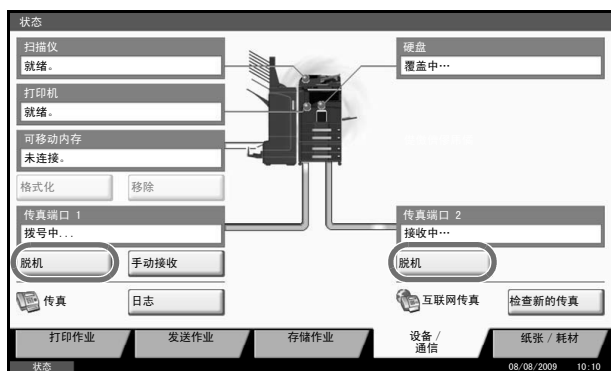 状态
扫描仪
就绪。
硬盘
覆盖中…
打印机
就绪。
可移动内存
未连接。
格式化 移除
传真端口 1
拨号中...
传真端口 2
接收中…
脱机 手动接收 脱机
传真 日志 互联网传真 检查新的传真
打印作业 发送作业 存储作业 设备 / 通信 纸张 / 耗材
状态 08/08/2009 10:10